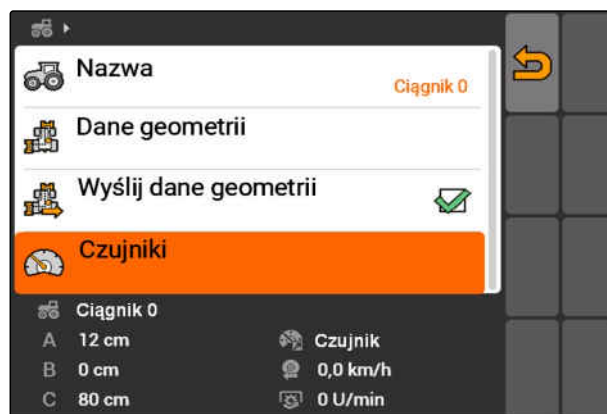 Nazwa
Ciągnik 0
Dane geometrii
Wyślij dane geometrii
Czujniki
Ciągnik 0
A 12 cm Czujnik
B 0 cm 0,0 km/h
C 80 cm 0 U/min